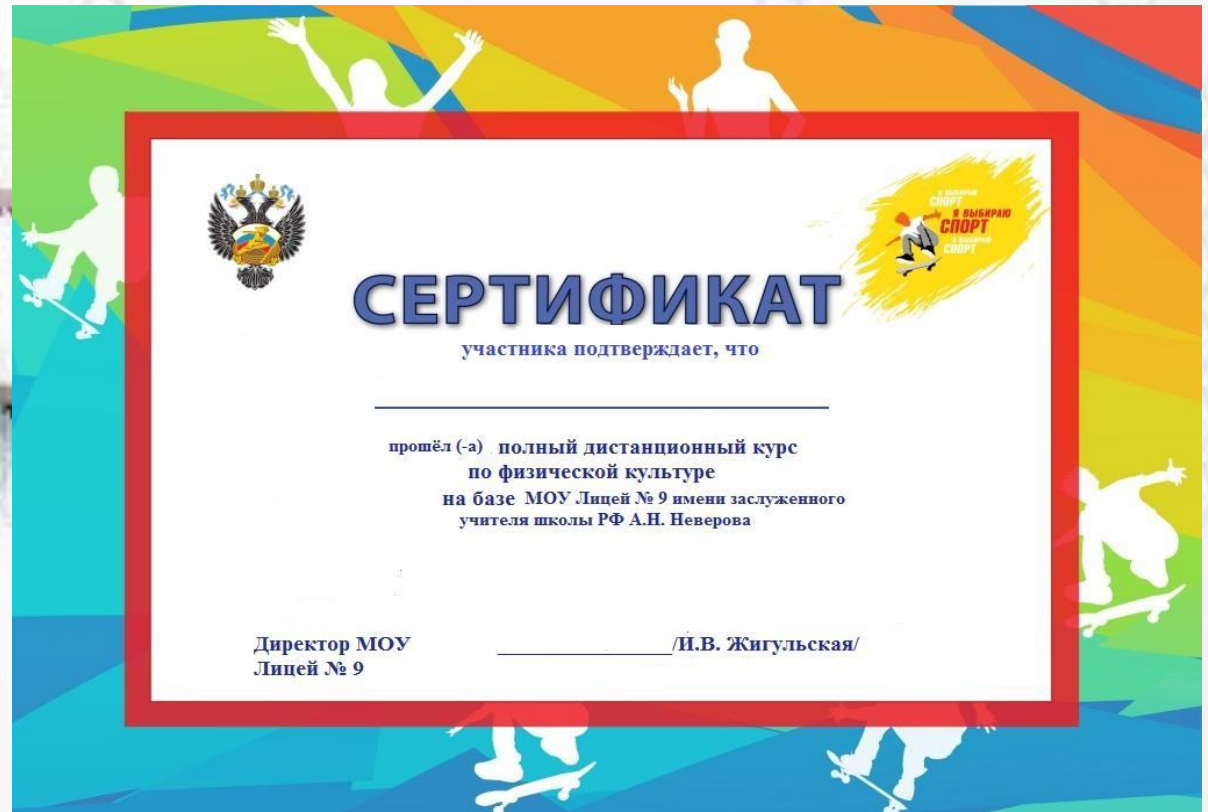 Я ВЫБИРАЮ
СПОРТ
Я ВЫБИРАЮ
СПОРТ
Я ВЫБИРАЮ
СПОРТ
СЕРТИФИКАТ
участника подтверждает, что
прошёл (-а) полный дистанционный курс
по физической культуре
на базе МОУ Лицей № 9 имени заслуженного
учителя школы РФ А.Н. Неверова
Директор МОУ ________________/И.В. Жигульская/
Лицей № 9